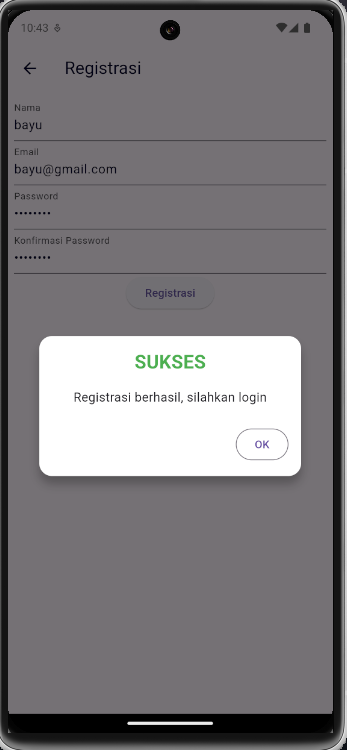 10:43
Registrasi
Nama
bayu
Email
bayu@gmail.com
Password
••••••••
Konfirmasi Password
••••••••
Registrasi
SUKSES
Registrasi berhasil, silahkan login
OK